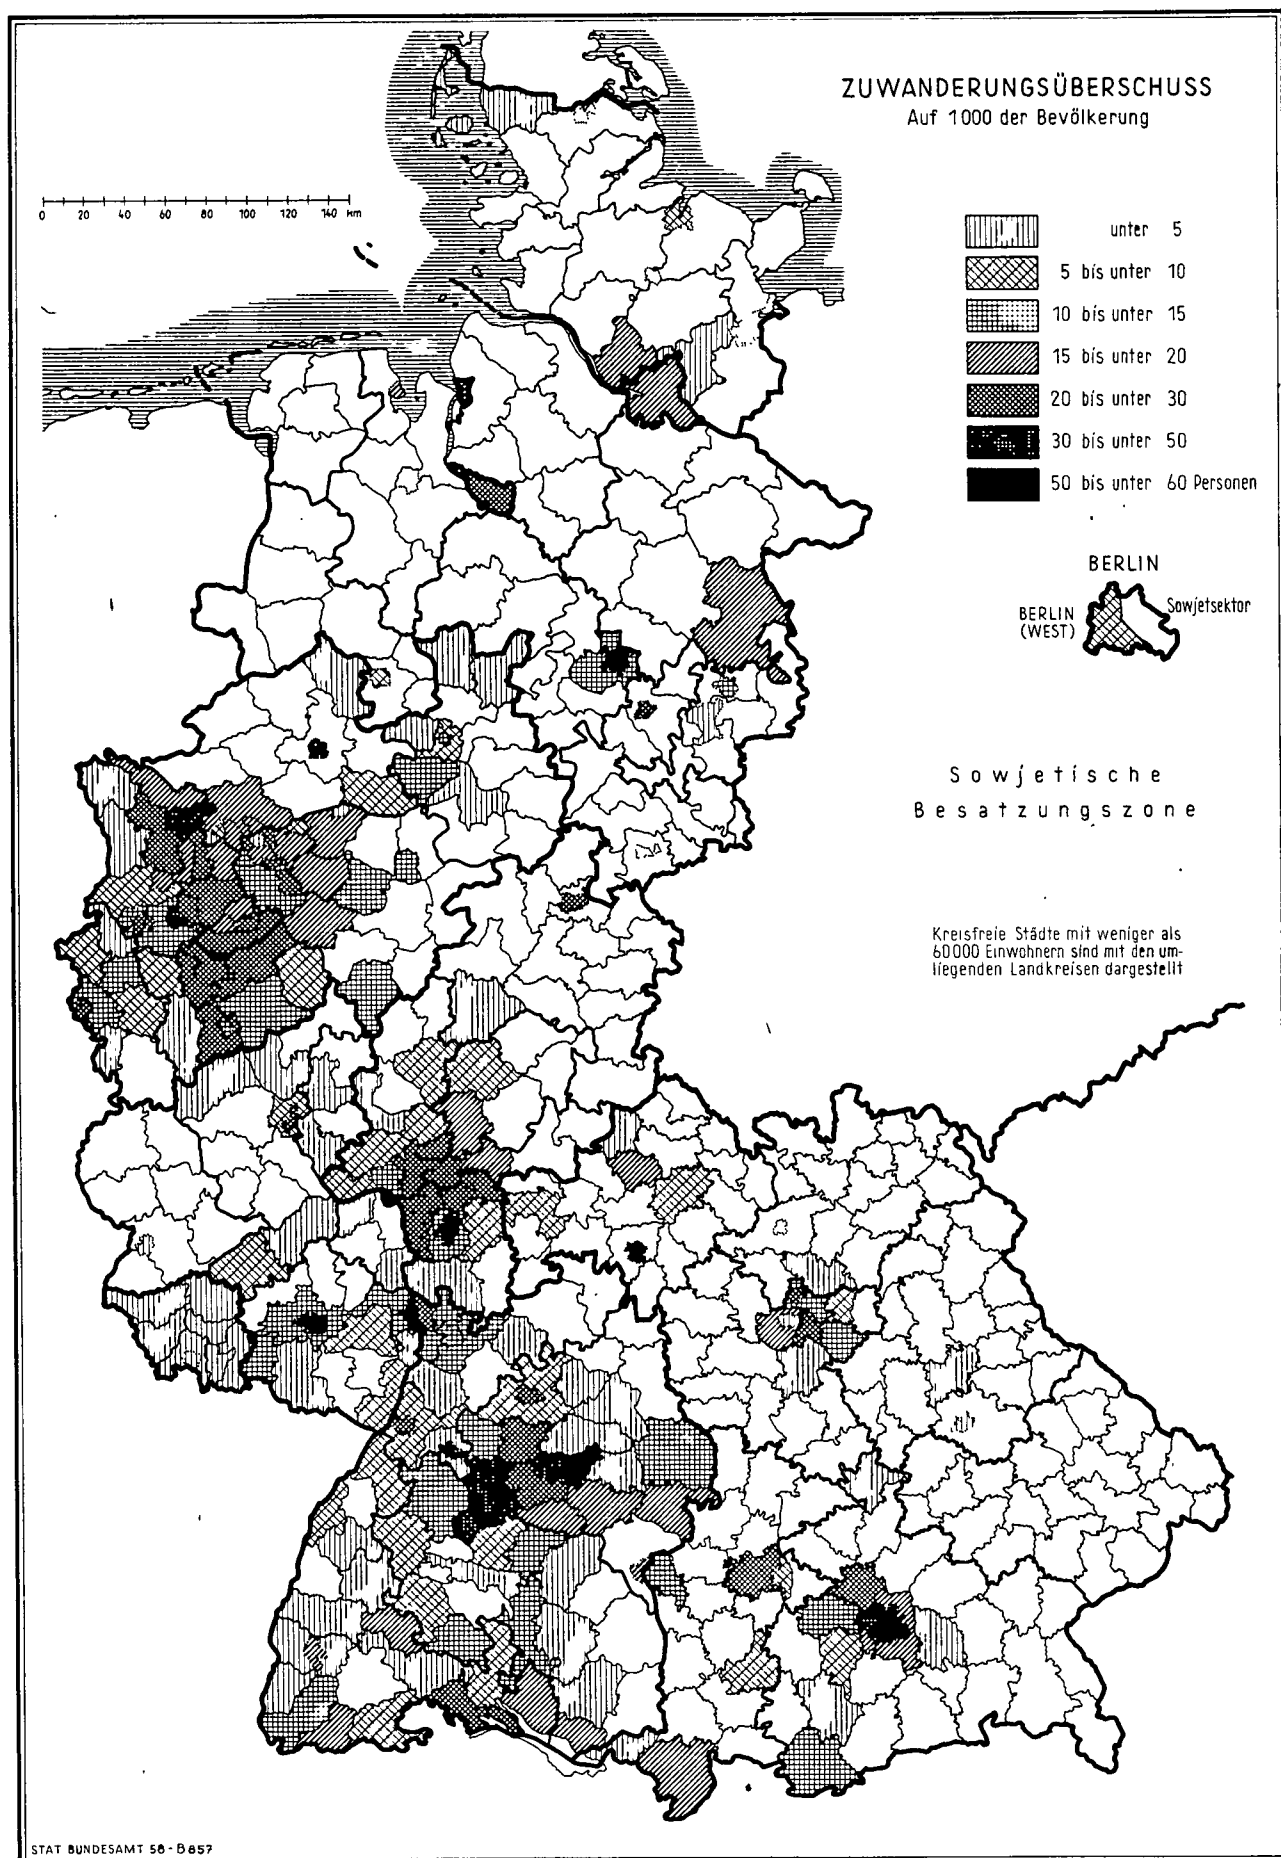 ZUWANDERUNGSÜBERSCHUSS
Auf 1000 der Bevölkerung
0 20 40 60 80 100 120 140 km
unter 5
5 bis unter 10
10 bis unter 15
15 bis unter 20
20 bis unter 30
30 bis unter 50
50 bis unter 60 Personen
BERLIN
BERLIN
(WEST)
Sowjetsektor
Sowjetische
Besatzungszone
Kreisfreie Städte mit weniger als
60000 Einwohnern sind mit den um-
liegenden Landkreisen dargestellt
STAT BUNDESAMT 58-B857